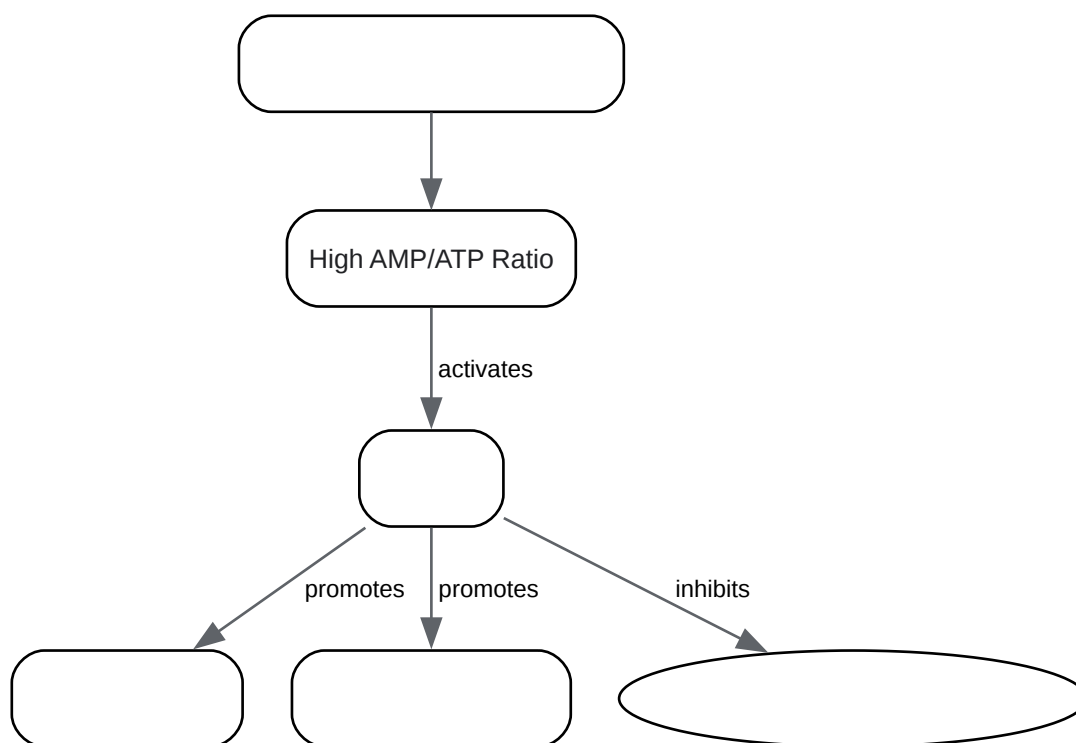 High AMP/ATP Ratio
activates
promotes
promotes
inhibits